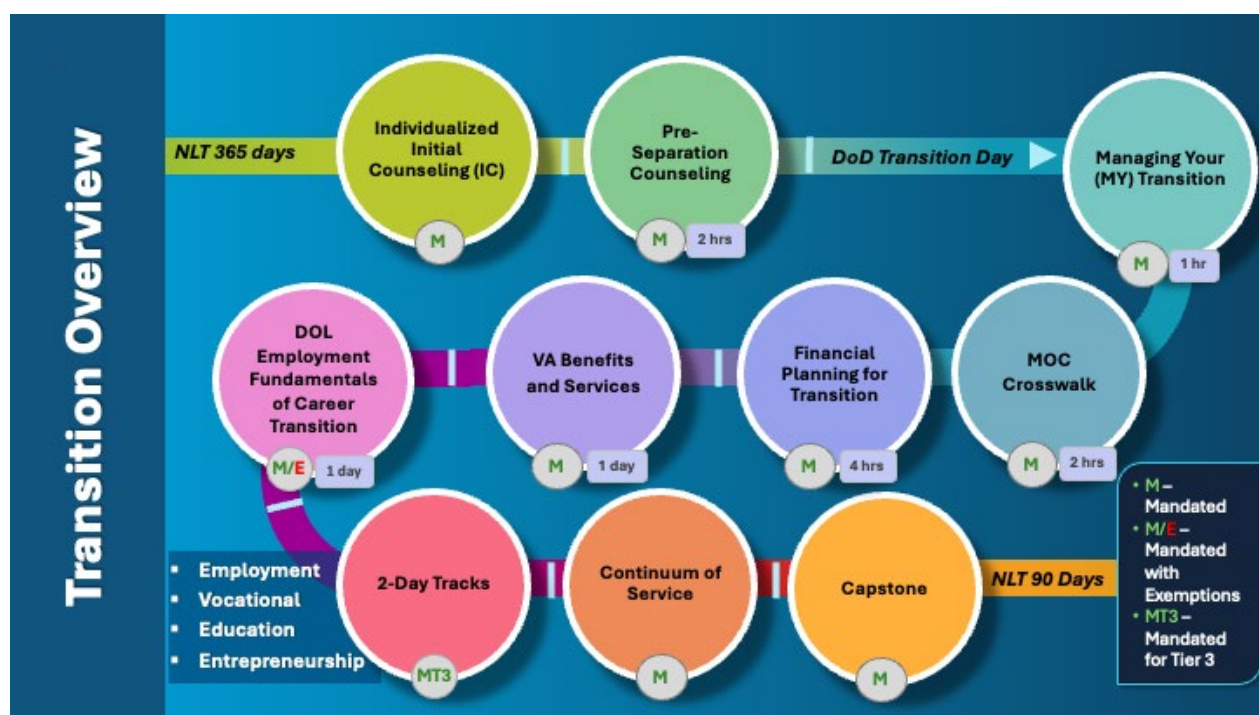 Transition Overview
NLT 365 days
Individualized
Initial
Counseling (IC)
M
Pre-
Separation
Counseling
M
2 hrs
DoD Transition Day
Managing Your
(MY) Transition
M
1 hr
MOC
Crosswalk
M
2 hrs
Financial
Planning for
Transition
M
4 hrs
VA Benefits
and Services
M
1 day
DOL
Employment
Fundamentals
of Career
Transition
M/E
1 day
▪ Employment
▪ Vocational
▪ Education
▪ Entrepreneurship
2-Day Tracks
MT3
Continuum of
Service
M
Capstone
M
NLT 90 Days
• M –
Mandated
• M/E –
Mandated
with
Exemptions
• MT3 –
Mandated
for Tier 3